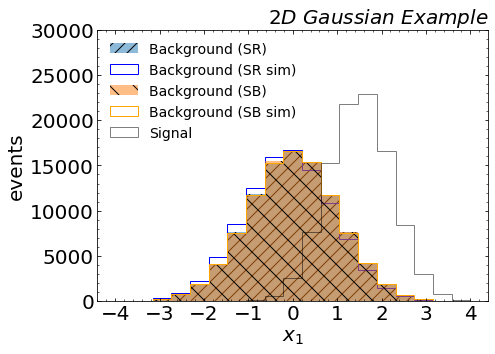 2D Gaussian Example
30000
25000
20000
15000
10000
5000
0
events
Background (SR)
Background (SR sim)
Background (SB)
Background (SB sim)
Signal
−4 −3 −2 −1 0 1 2 3 4
x₁